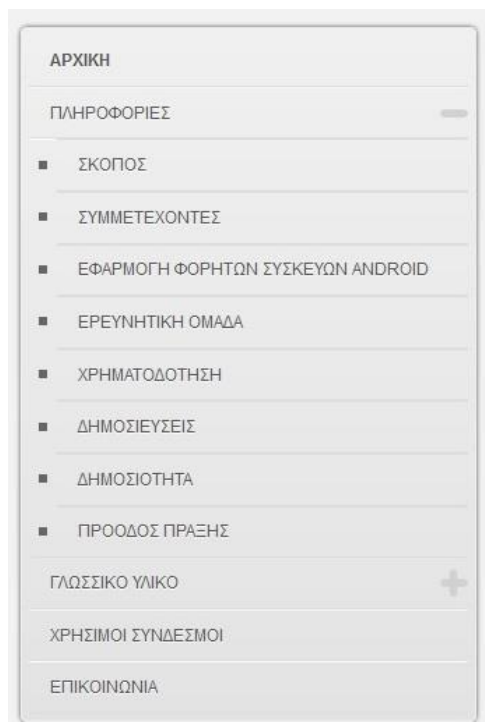 ΑΡΧΙΚΗ
ΠΛΗΡΟΦΟΡΙΕΣ
ΣΚΟΠΟΣ
ΣΥΜΜΕΤΕΧΟΝΤΕΣ
ΕΦΑΡΜΟΓΗ ΦΟΡΗΤΩΝ ΣΥΣΚΕΥΩΝ ANDROID
ΕΡΕΥΝΗΤΙΚΗ ΟΜΑΔΑ
ΧΡΗΜΑΤΟΔΟΤΗΣΗ
ΔΗΜΟΣΙΕΥΣΕΙΣ
ΔΗΜΟΣΙΟΤΗΤΑ
ΠΡΟΟΔΟΣ ΠΡΑΞΗΣ
ΓΛΩΣΣΙΚΟ ΥΛΙΚΟ
ΧΡΗΣΙΜΟΙ ΣΥΝΔΕΣΜΟΙ
ΕΠΙΚΟΙΝΩΝΙΑ